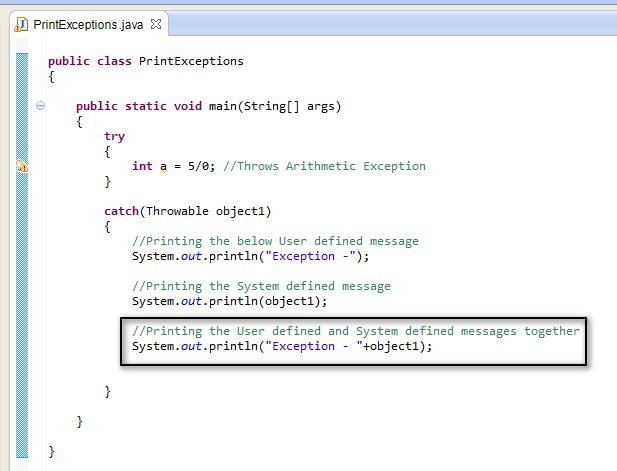 PrintExceptions.java
public class PrintExceptions
{
public static void main(String[] args)
{
try
{
int a = 5/0; //Throws Arithmetic Exception
}
catch(Throwable object1)
{
//Printing the below User defined message
System.out.println("Exception -");
//Printing the System defined message
System.out.println(object1);
//Printing the User defined and System defined messages together
System.out.println("Exception - "+object1);
}
}
}